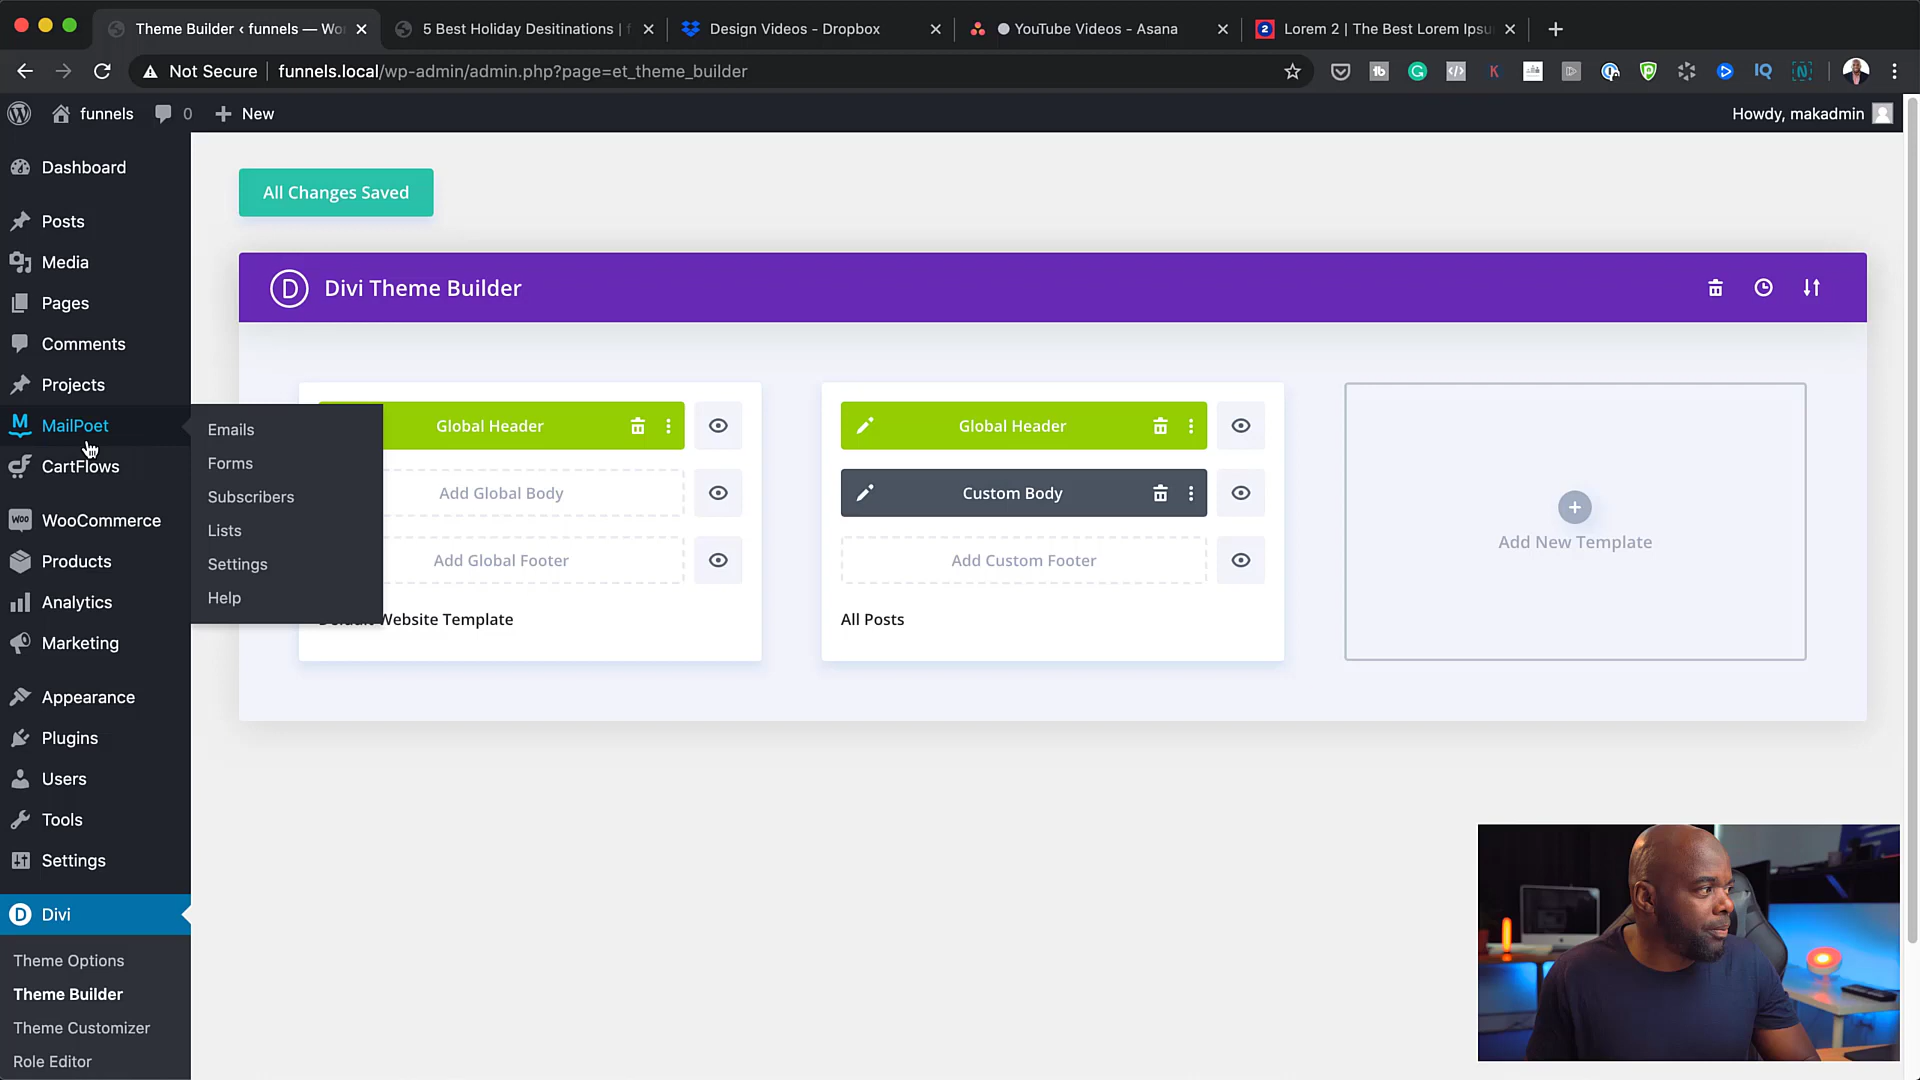 Theme Builder ‹ funnels — Wo
5 Best Holiday Desitinations | f
Design Videos - Dropbox
YouTube Videos - Asana
2
Lorem 2 | The Best Lorem Ipsu
Not Secure
funnels.local/wp-admin/admin.php?page=et_theme_builder
tb
G
</>
K
IQ
N
funnels
0
New
Howdy, makadmin
Dashboard
Posts
Media
Pages
Comments
Projects
MailPoet
CartFlows
WooCommerce
Products
Analytics
Marketing
Appearance
Plugins
Users
Tools
Settings
Divi
Theme Options
Theme Builder
Theme Customizer
Role Editor
Emails
Forms
Subscribers
Lists
Settings
Help
All Changes Saved
D
Divi Theme Builder
Global Header
Add Global Body
Add Global Footer
Website Template
Global Header
Custom Body
Add Custom Footer
All Posts
Add New Template